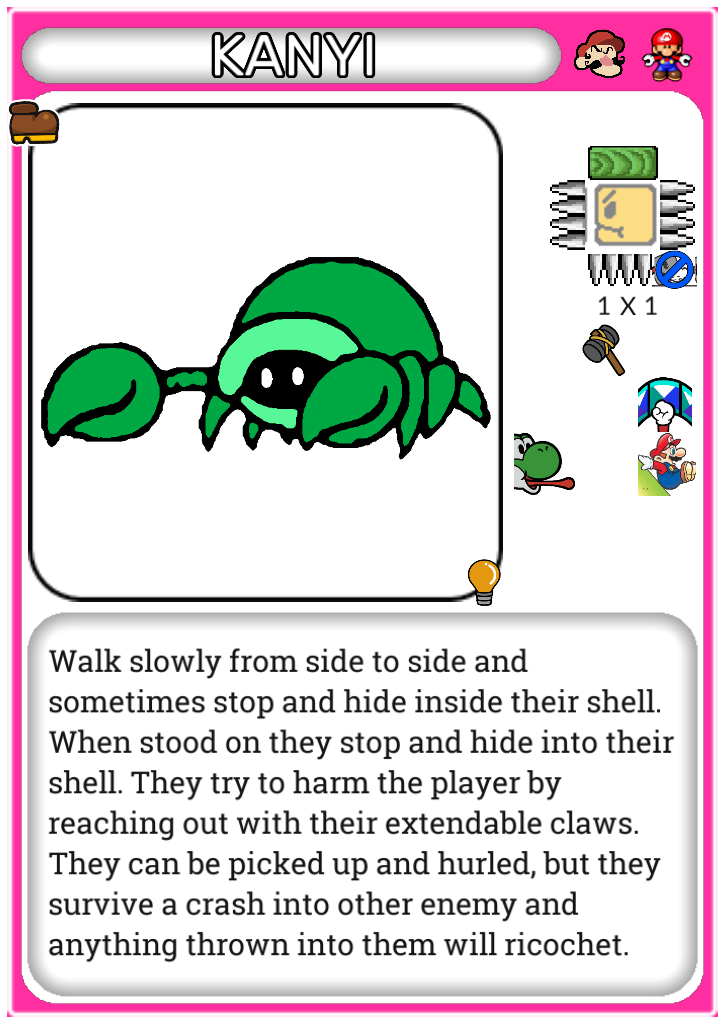 KANYI
1 X 1
Walk slowly from side to side and
sometimes stop and hide inside their shell.
When stood on they stop and hide into their
shell. They try to harm the player by
reaching out with their extendable claws.
They can be picked up and hurled, but they
survive a crash into other enemy and
anything thrown into them will ricochet.